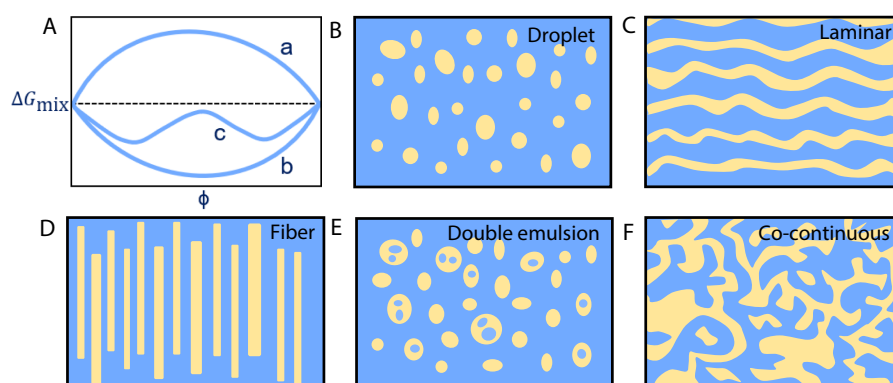 A
a
ΔG_mix
c
b
ϕ
B
Droplet
C
Laminar
D
Fiber
E
Double emulsion
F
Co-continuous